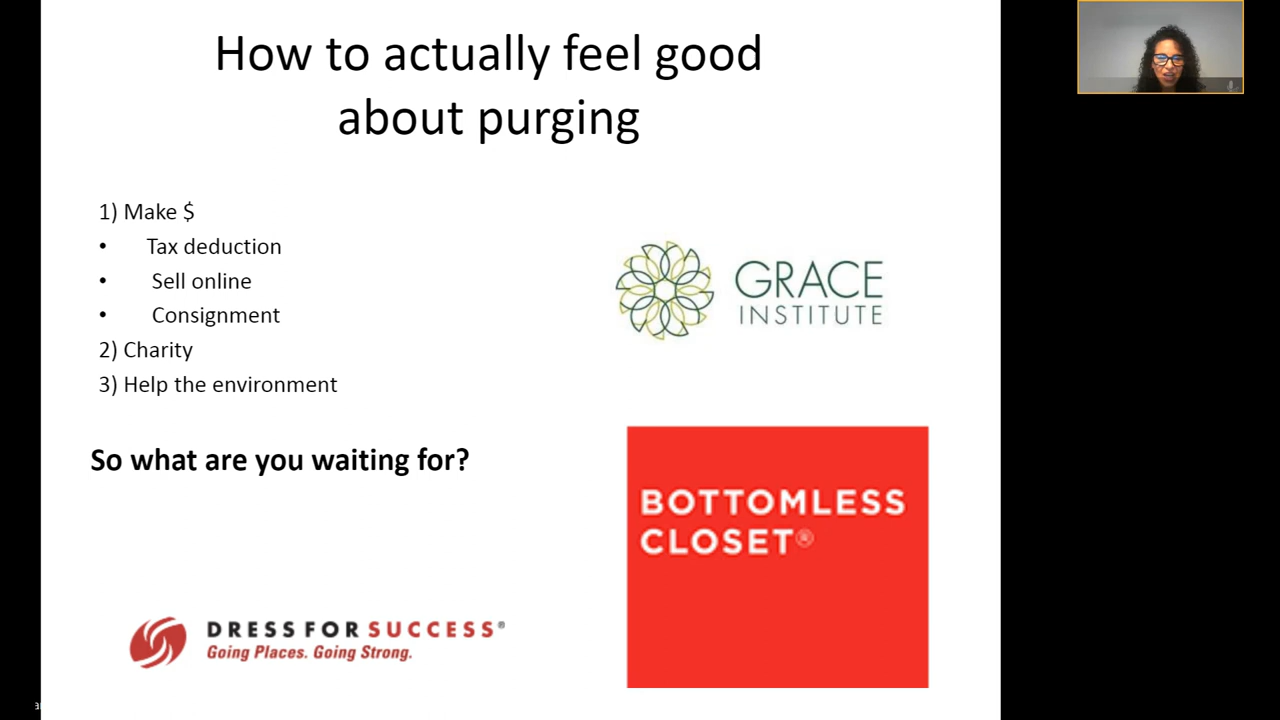 How to actually feel good
about purging
1) Make $
• Tax deduction
• Sell online
• Consignment
2) Charity
3) Help the environment
So what are you waiting for?
GRACE
INSTITUTE
BOTTOMLESS
CLOSET®
DRESS FOR SUCCESS®
Going Places. Going Strong.